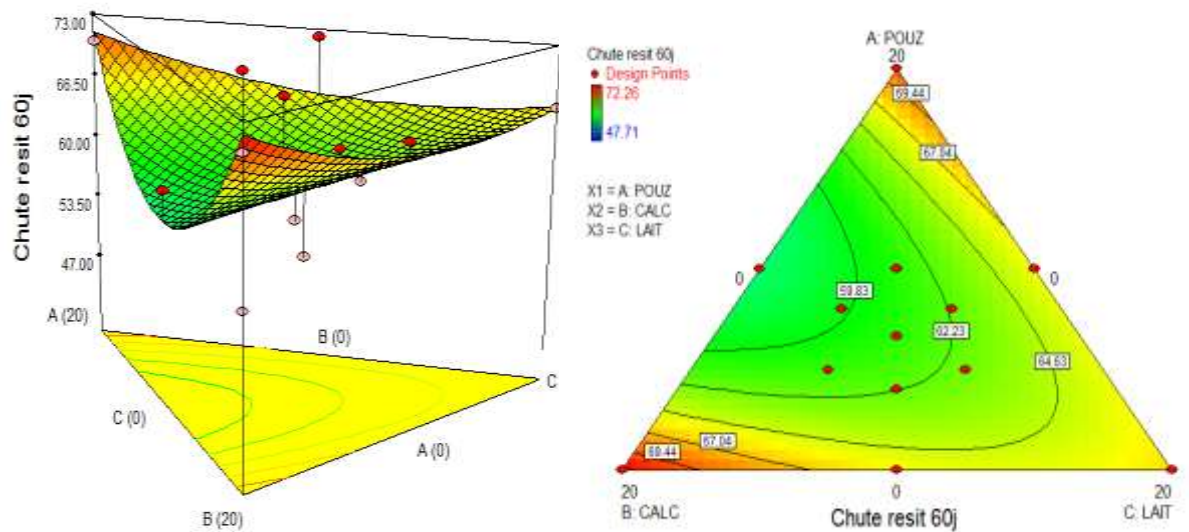 73.00
66.50
60.00
53.50
47.00
Chute resit 60j
A (20)
B (0)
C
C (0)
A (0)
B (20)
Chute resit 60j
Design Points
72.26
47.71
X1 = A: POUZ
X2 = B: CALC
X3 = C: LAIT
A: POUZ
20
69.44
67.04
0
0
59.83
62.23
64.63
69.44
67.04
20
0
20
B: CALC
Chute resit 60j
C: LAIT